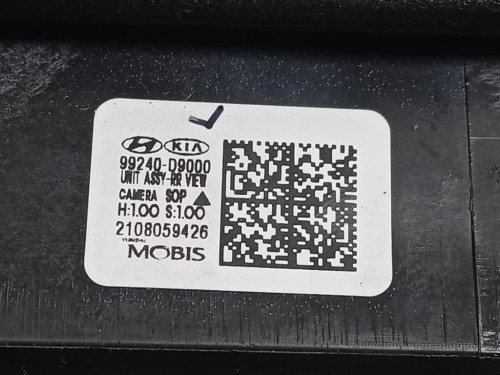 KIA
99240-D9000
UNIT ASSY-RR VIEW
CAMERA SOP
H:1.00 S:1.00
2108059426
MOBIS